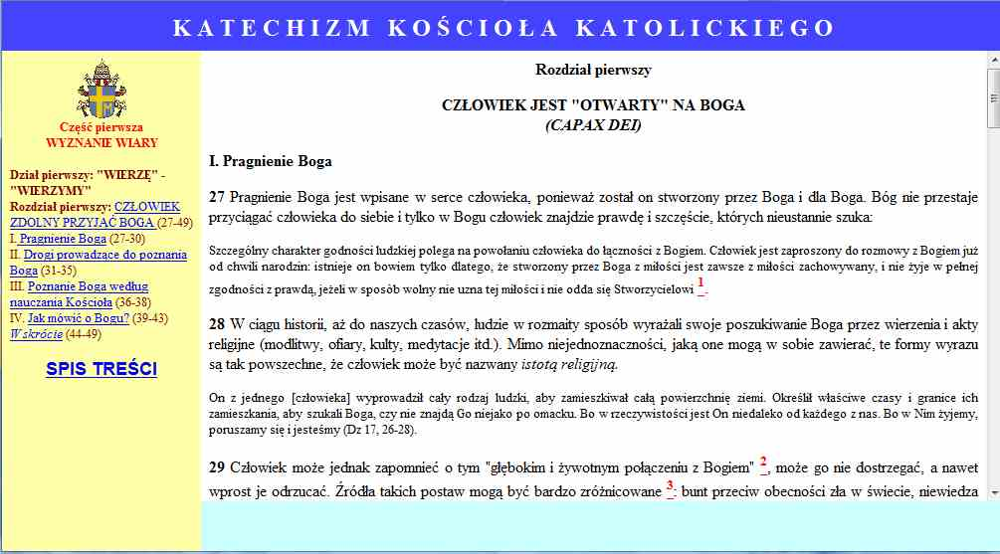 KATECHIZM KOŚCIOŁA KATOLICKIEGO
Część pierwsza
WYZNANIE WIARY
Dział pierwszy: "WIERZĘ" -
"WIERZYMY"
Rozdział pierwszy: CZŁOWIEK
ZDOLNY PRZYJĄĆ BOGA (27-49)
I. Pragnienie Boga (27-30)
II. Drogi prowadzące do poznania
Boga (31-35)
III. Poznanie Boga według
nauczania Kościoła (36-38)
IV. Jak mówić o Bogu? (39-43)
W skrócie (44-49)
SPIS TREŚCI
Rozdział pierwszy
CZŁOWIEK JEST "OTWARTY" NA BOGA
(CAPAX DEI)
I. Pragnienie Boga
27 Pragnienie Boga jest wpisane w serce człowieka, ponieważ został on stworzony przez Boga i dla Boga. Bóg nie przestaje
przyciągać człowieka do siebie i tylko w Bogu człowiek znajdzie prawdę i szczęście, których nieustannie szuka:
Szczególny charakter godności ludzkiej polega na powołaniu człowieka do łączności z Bogiem. Człowiek jest zaproszony do rozmowy z Bogiem już
od chwili narodzin: istnieje on bowiem tylko dlatego, że stworzony przez Boga z miłości jest zawsze z miłości zachowywany, i nie żyje w pełnej
zgodności z prawdą, jeżeli w sposób wolny nie uzna tej miłości i nie odda się Stworzycielowi 1.
28 W ciągu historii, aż do naszych czasów, ludzie w rozmaity sposób wyrażali swoje poszukiwanie Boga przez wierzenia i akty
religijne (modlitwy, ofiary, kulty, medytacje itd.). Mimo niejednoznaczności, jaką one mogą w sobie zawierać, te formy wyrazu
są tak powszechne, że człowiek może być nazwany istotą religijną.
On z jednego [człowieka] wyprowadził cały rodzaj ludzki, aby zamieszkiwał całą powierzchnię ziemi. Określił właściwe czasy i granice ich
zamieszkania, aby szukali Boga, czy nie znajdą Go niejako po omacku. Bo w rzeczywistości jest On niedaleko od każdego z nas. Bo w Nim żyjemy,
poruszamy się i jesteśmy (Dz 17, 26-28).
29 Człowiek może jednak zapomnieć o tym "głębokim i żywotnym połączeniu z Bogiem" 2, może go nie dostrzegać, a nawet
wprost je odrzucać. Źródła takich postaw mogą być bardzo zróżnicowane 3: bunt przeciw obecności zła w świecie, niewiedza